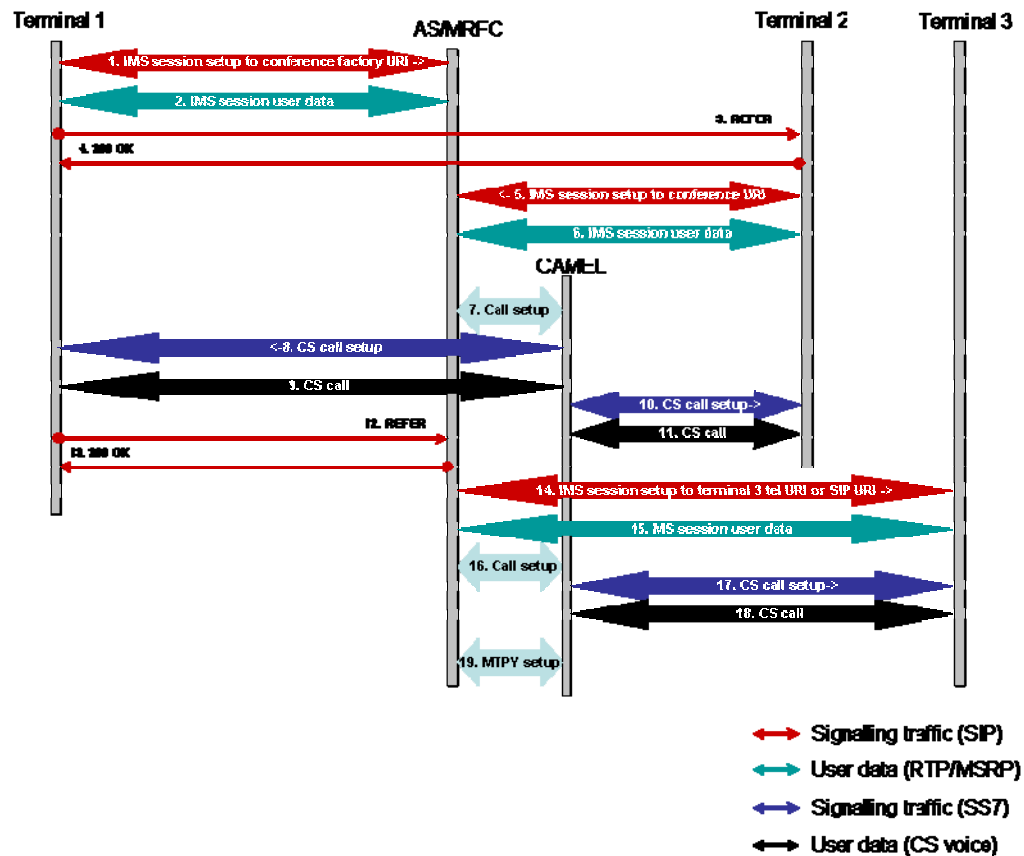 Terminal 1
AS/MRFC
Terminal 2
Terminal 3
1. IMS session setup to conference factory URI ->
2. IMS session user data
3. REFER
4. 200 OK
<- 5. IMS session setup to conference URI
6. IMS session user data
CAMEL
7. Call setup
<-8. CS call setup
9. CS call
10. CS call setup->
11. CS call
12. REFER
13. 200 OK
14. IMS session setup to terminal 3 tel URI or SIP URI ->
15. MS session user data
16. Call setup
17. CS call setup->
18. CS call
19. MTPY setup
Signalling traffic (SIP)
User data (RTP/MSRP)
Signalling traffic (SS7)
User data (CS voice)